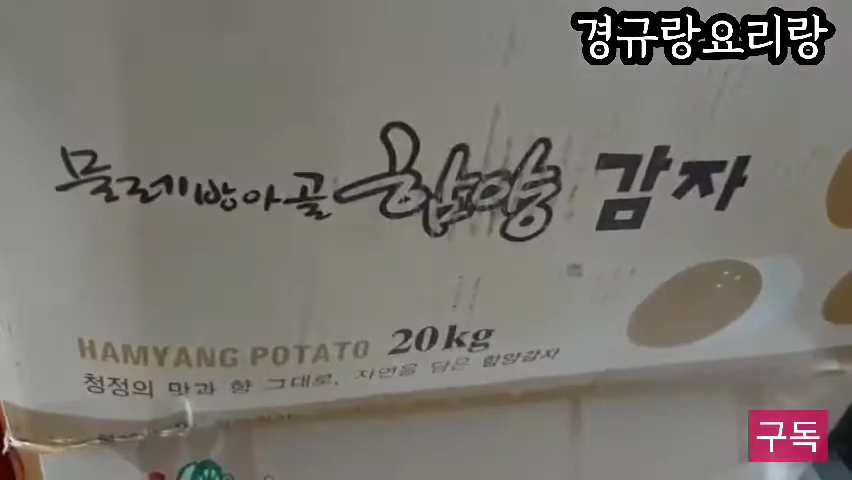 경규랑요리랑
물레방아골 함양 감자
HAMYANG POTATO 20kg
청정의 맛과 향 그대로, 자연을 담은 함양감자
구독